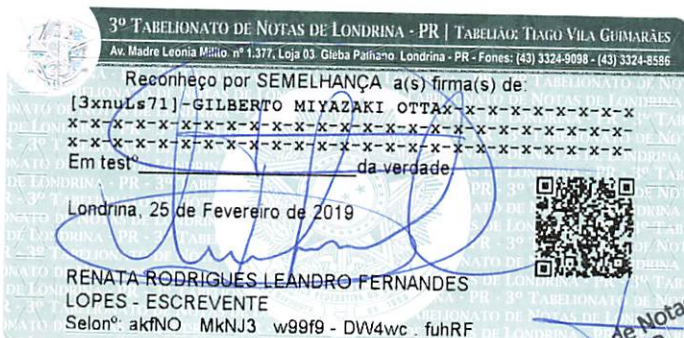 3º TABELIONATO DE NOTAS DE LONDRINA - PR | TABELIÃO: TIAGO VILA GUIMARÃES
Av. Madre Leonia Milito, nº 1.377, Loja 03 Gleba Palhano Londrina - PR - Fones: (43) 3324-9098 - (43) 3324-8586
Reconheço por SEMELHANÇA a(s) firma(s) de:
[3xnuLs71]-GILBERTO MIYAZAKI OTTAx-x-x-x-x-x-x-x-x-x
x-x-x-x-x-x-x-x-x-x-x-x-x-x-x-x-x-x-x-x-x-x-x-x-x-x-x-
x-x-x-x-x-x-x-x-x-x-x-x-x-x-x-x-x-x-x-x-x-x-x-x-x-x-x-
Em testº____________________da verdade
Londrina, 25 de Fevereiro de 2019
RENATA RODRIGUES LEANDRO FERNANDES
LOPES - ESCREVENTE
Selonº: akfNO MkNJ3 w99f9 - DW4wc . fuhRF
de Nota